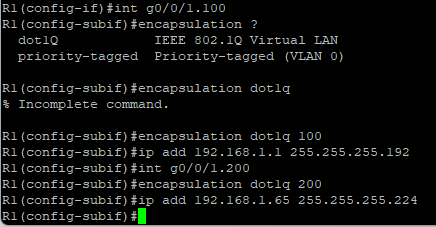 R1(config-if)#int g0/0/1.100
R1(config-subif)#encapsulation ?
  dot1Q            IEEE 802.1Q Virtual LAN
  priority-tagged  Priority-tagged (VLAN 0)

R1(config-subif)#encapsulation dot1q
% Incomplete command.

R1(config-subif)#encapsulation dot1q 100
R1(config-subif)#ip add 192.168.1.1 255.255.255.192
R1(config-subif)#int g0/0/1.200
R1(config-subif)#encapsulation dot1q 200
R1(config-subif)#ip add 192.168.1.65 255.255.255.224
R1(config-subif)#